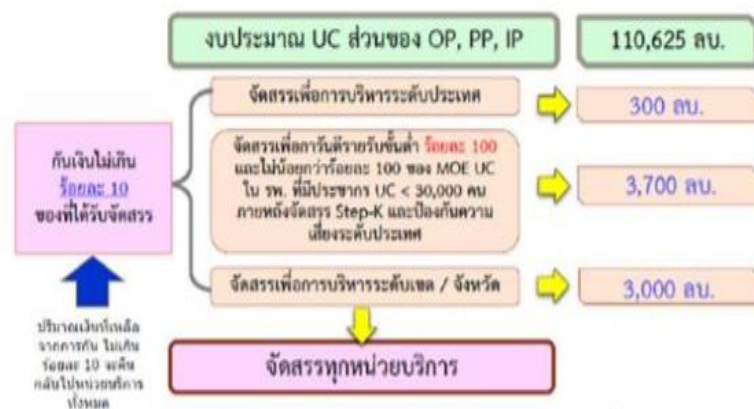 งบประมาณ UC ส่วนของ OP, PP, IP
110,625 ลบ.
จัดสรรเพื่อการบริหารระดับประเทศ
300 ลบ.
กันเงินไม่เกิน
ร้อยละ 10
ของที่ได้รับจัดสรร
จัดสรรเพื่อการันตีรายรับขั้นต่ำ ร้อยละ 100
และไม่น้อยกว่าร้อยละ 100 ของ MOE UC
ใน รพ. ที่มีประชากร UC < 30,000 คน
ภายหลังจัดสรร Step-K และป้องกันความ
เสี่ยงระดับประเทศ
3,700 ลบ.
จัดสรรเพื่อการบริหารระดับเขต / จังหวัด
3,000 ลบ.
ปริมาณเงินที่เหลือ
จากการกัน ไม่เกิน
ร้อยละ 10 จะคืน
กลับไปหน่วยบริการ
ทั้งหมด
จัดสรรทุกหน่วยบริการ